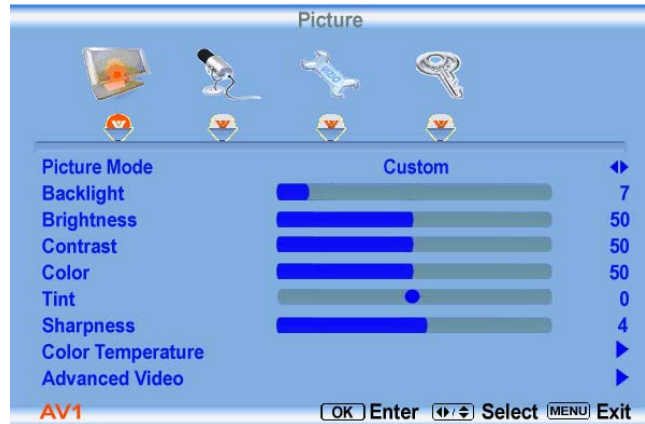 Picture
Picture Mode Custom
Backlight 7
Brightness 50
Contrast 50
Color 50
Tint 0
Sharpness 4
Color Temperature
Advanced Video
AV1 OK Enter / Select MENU Exit